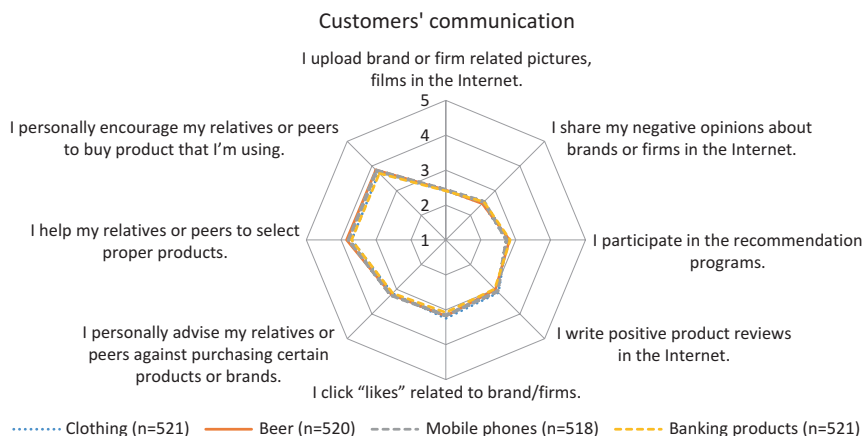 Customers' communication
I upload brand or firm related pictures,
films in the Internet.
I share my negative opinions about
brands or firms in the Internet.
I participate in the recommendation
programs.
I write positive product reviews
in the Internet.
I click “likes” related to brand/firms.
I personally advise my relatives or
peers against purchasing certain
products or brands.
I help my relatives or peers to select
proper products.
I personally encourage my relatives or peers
to buy product that I’m using.
5
4
3
2
1
Clothing (n=521)
Beer (n=520)
Mobile phones (n=518)
Banking products (n=521)